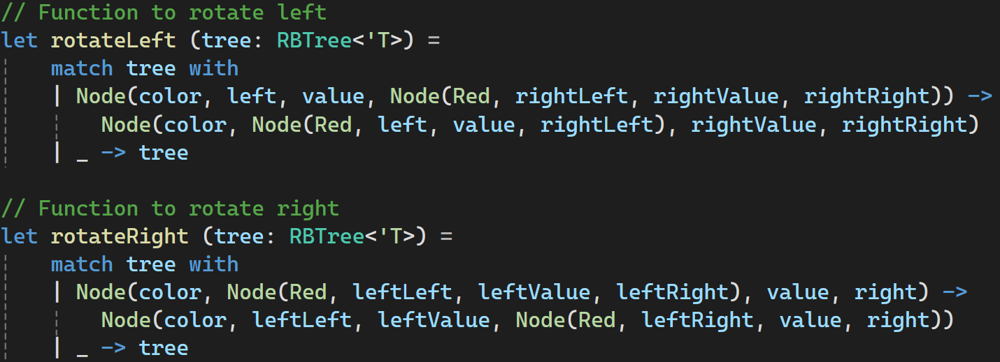 // Function to rotate left
let rotateLeft (tree: RBTree<'T>) =
    match tree with
    | Node(color, left, value, Node(Red, rightLeft, rightValue, rightRight)) ->
        Node(color, Node(Red, left, value, rightLeft), rightValue, rightRight)
    | _ -> tree

// Function to rotate right
let rotateRight (tree: RBTree<'T>) =
    match tree with
    | Node(color, Node(Red, leftLeft, leftValue, leftRight), value, right) ->
        Node(color, leftLeft, leftValue, Node(Red, leftRight, value, right))
    | _ -> tree